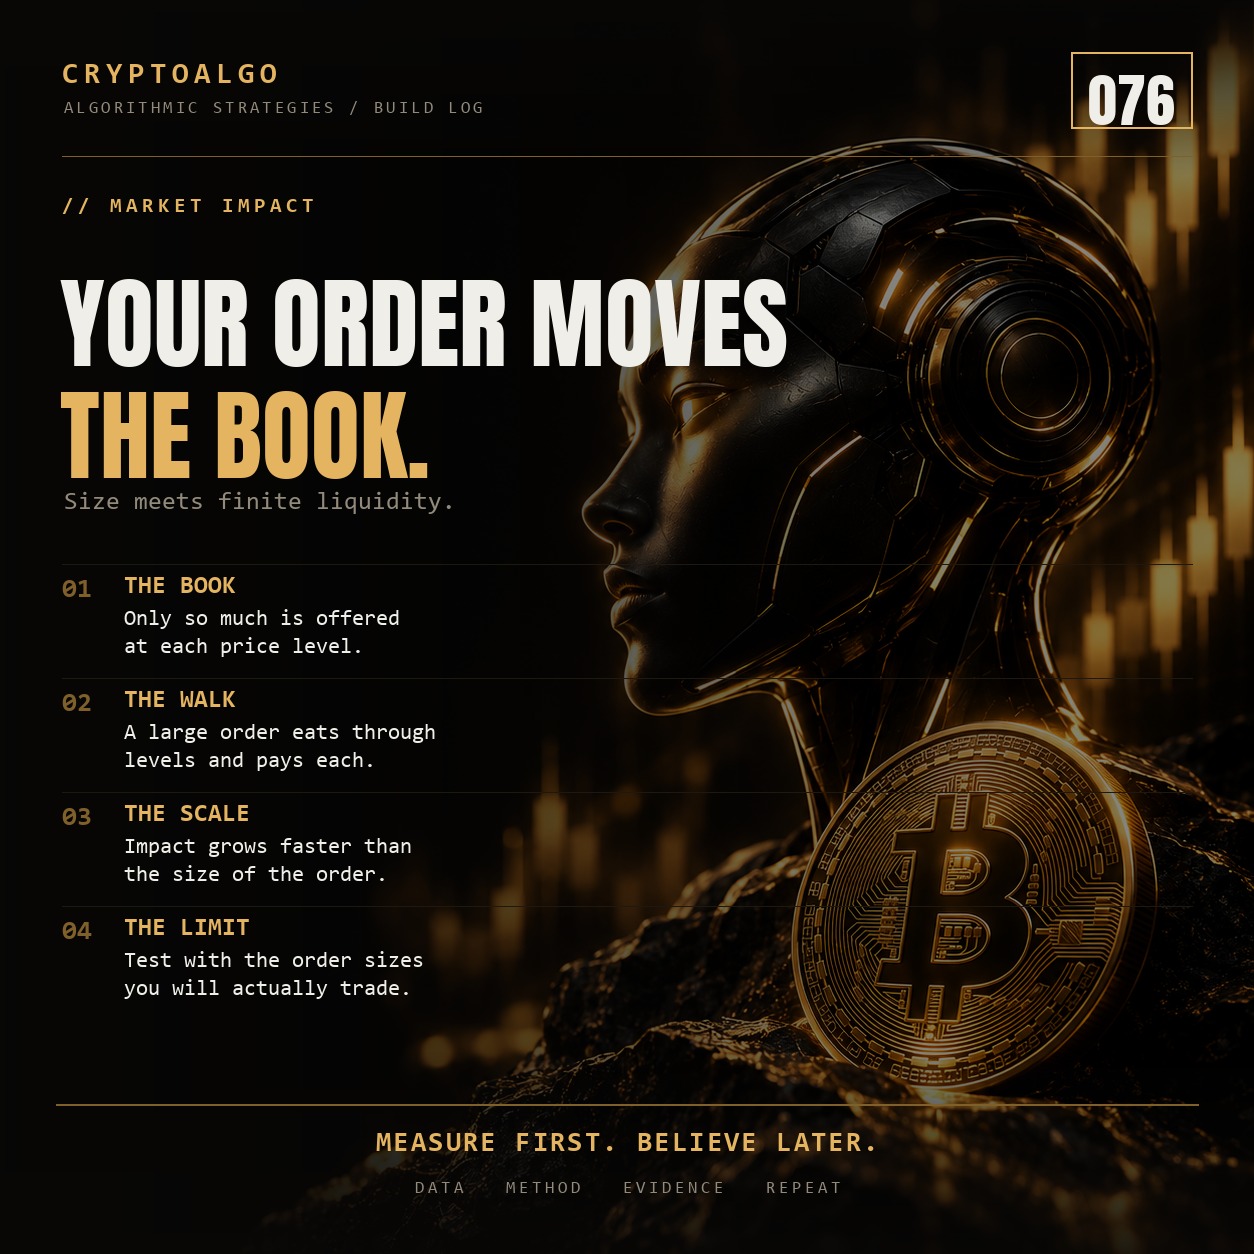 CRYPTOALGO
ALGORITHMIC STRATEGIES / BUILD LOG
076
// MARKET IMPACT
YOUR ORDER MOVES
THE BOOK.
Size meets finite liquidity.
01
THE BOOK
Only so much is offered
at each price level.
02
THE WALK
A large order eats through
levels and pays each.
03
THE SCALE
Impact grows faster than
the size of the order.
04
THE LIMIT
Test with the order sizes
you will actually trade.
MEASURE FIRST. BELIEVE LATER.
DATA METHOD EVIDENCE REPEAT